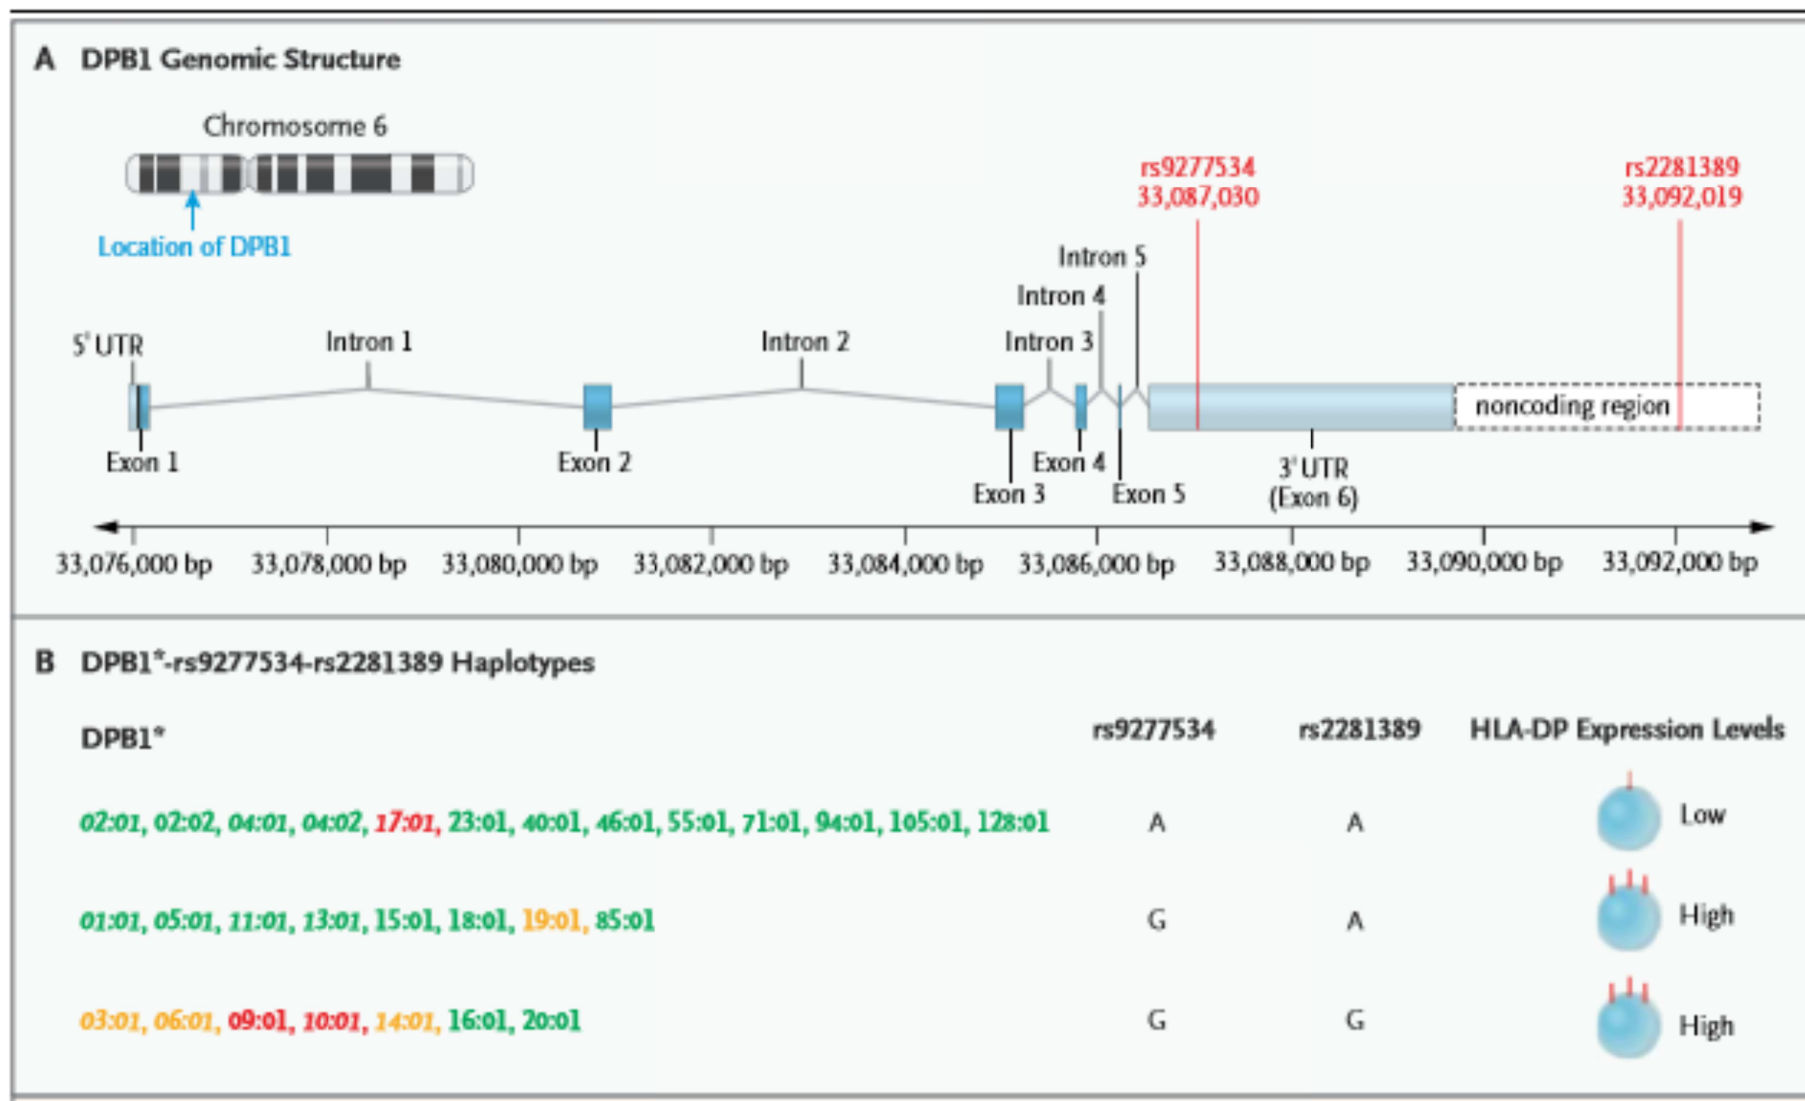 A DPB1 Genomic Structure
Chromosome 6
Location of DPB1
rs9277534
33,087,030
rs2281389
33,092,019
Intron 5
Intron 4
5' UTR
Intron 1
Intron 2
Intron 3
noncoding region
Exon 1
Exon 2
Exon 3
Exon 4
Exon 5
3' UTR
(Exon 6)
33,076,000 bp 33,078,000 bp 33,080,000 bp 33,082,000 bp 33,084,000 bp 33,086,000 bp 33,088,000 bp 33,090,000 bp 33,092,000 bp
B DPB1*-rs9277534-rs2281389 Haplotypes
DPB1* rs9277534 rs2281389 HLA-DP Expression Levels
02:01, 02:02, 04:01, 04:02, 17:01, 23:01, 40:01, 46:01, 55:01, 71:01, 94:01, 105:01, 128:01 A A Low
01:01, 05:01, 11:01, 13:01, 15:01, 18:01, 19:01, 85:01 G A High
03:01, 06:01, 09:01, 10:01, 14:01, 16:01, 20:01 G G High